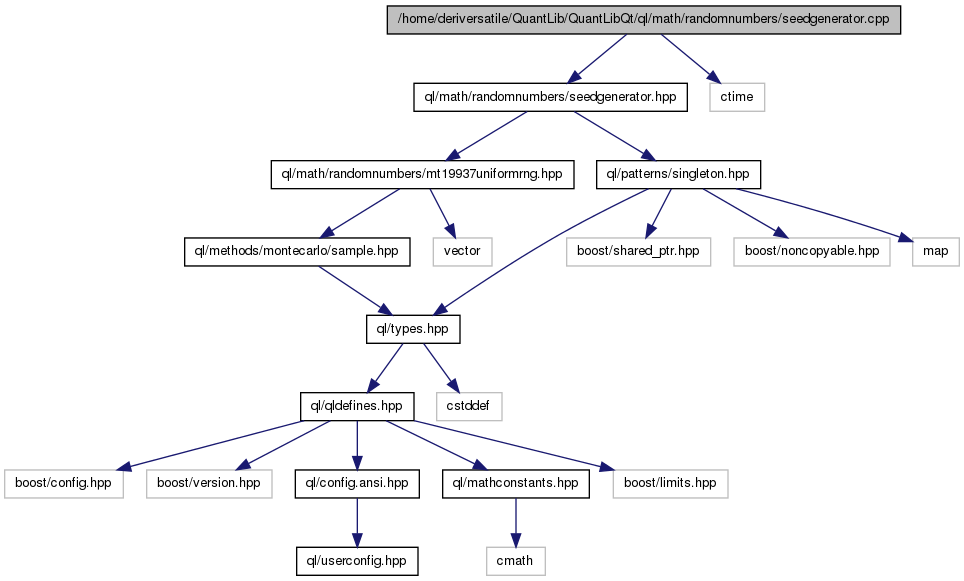 /home/deriversatile/QuantLib/QuantLibQt/ql/math/randomnumbers/seedgenerator.cpp
ql/math/randomnumbers/seedgenerator.hpp
ctime
ql/math/randomnumbers/mt19937uniformrng.hpp
ql/patterns/singleton.hpp
ql/methods/montecarlo/sample.hpp
vector
boost/shared_ptr.hpp
boost/noncopyable.hpp
map
ql/types.hpp
ql/qldefines.hpp
cstddef
boost/config.hpp
boost/version.hpp
ql/config.ansi.hpp
ql/mathconstants.hpp
boost/limits.hpp
ql/userconfig.hpp
cmath